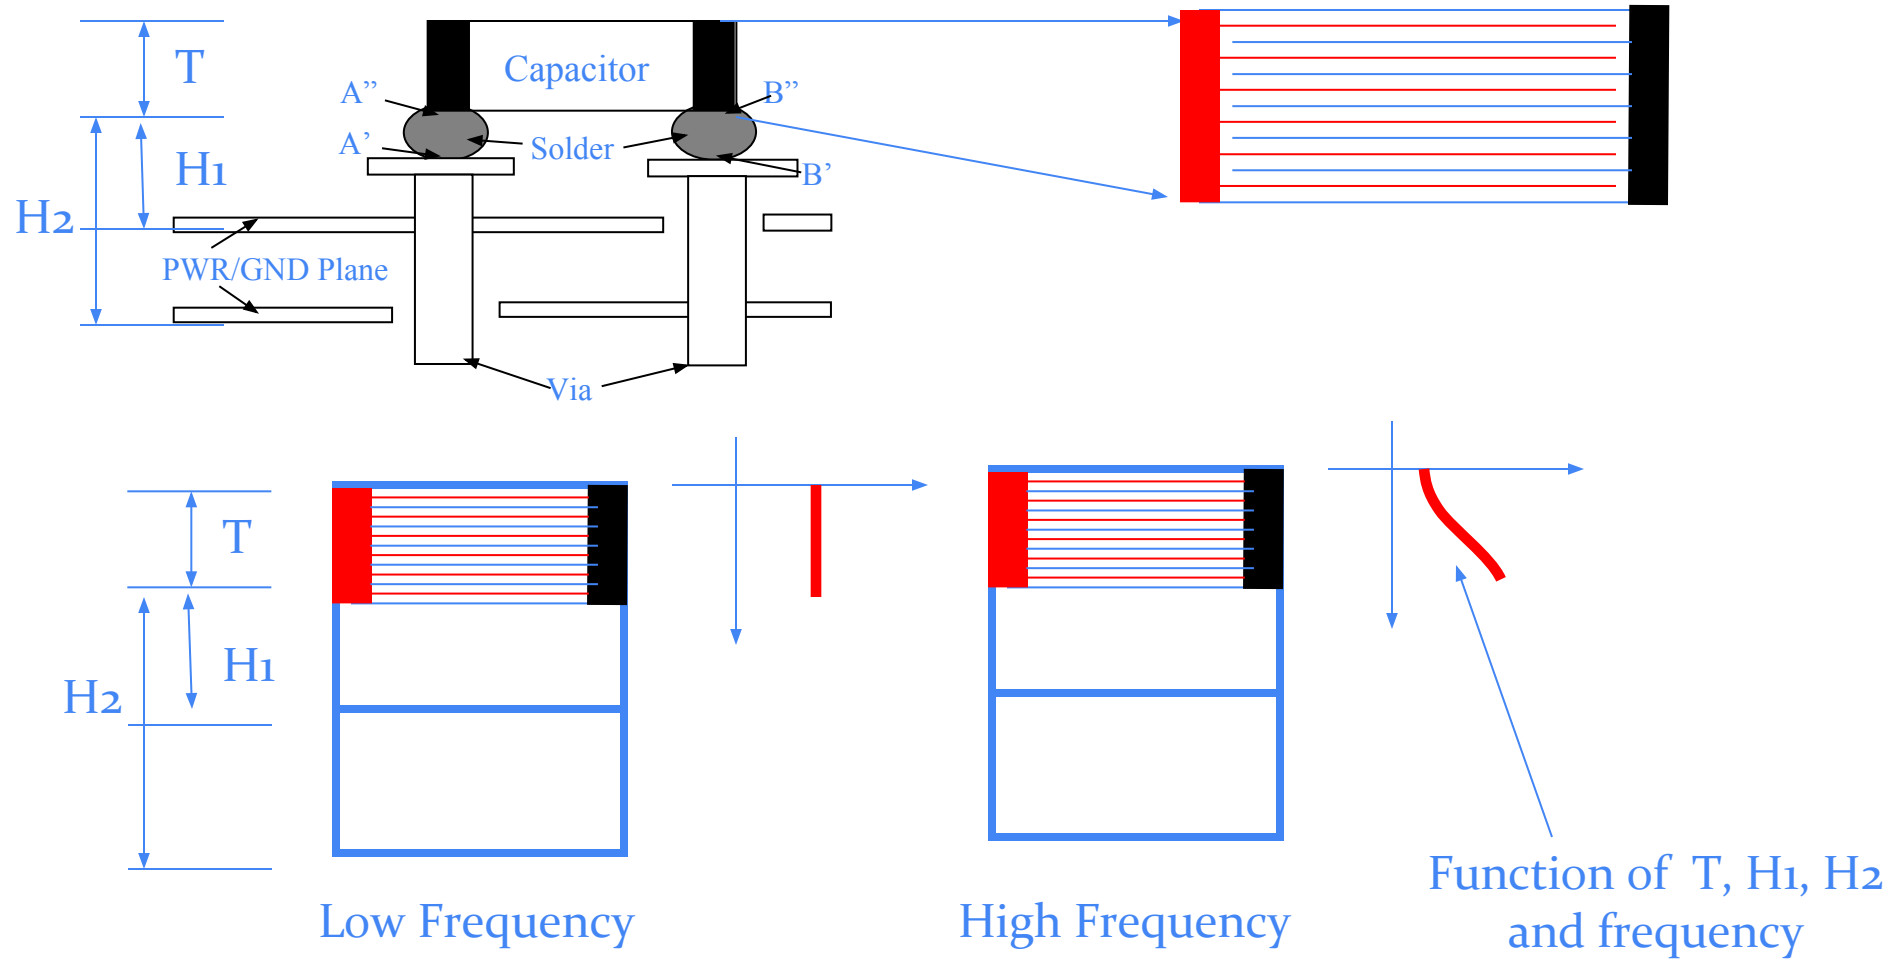 T
Capacitor
A”
B”
A’
Solder
H1
B’
H2
PWR/GND Plane
Via
T
H1
H2
Function of T, H1, H2
and frequency
Low Frequency
High Frequency